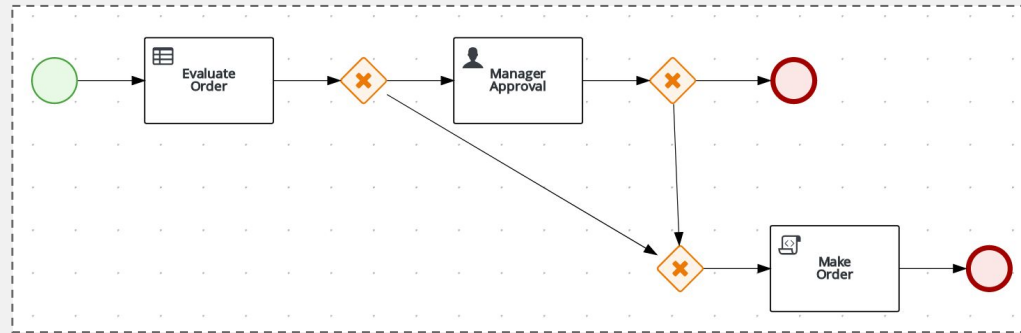 Evaluate
Order
Manager
Approval
Make
Order